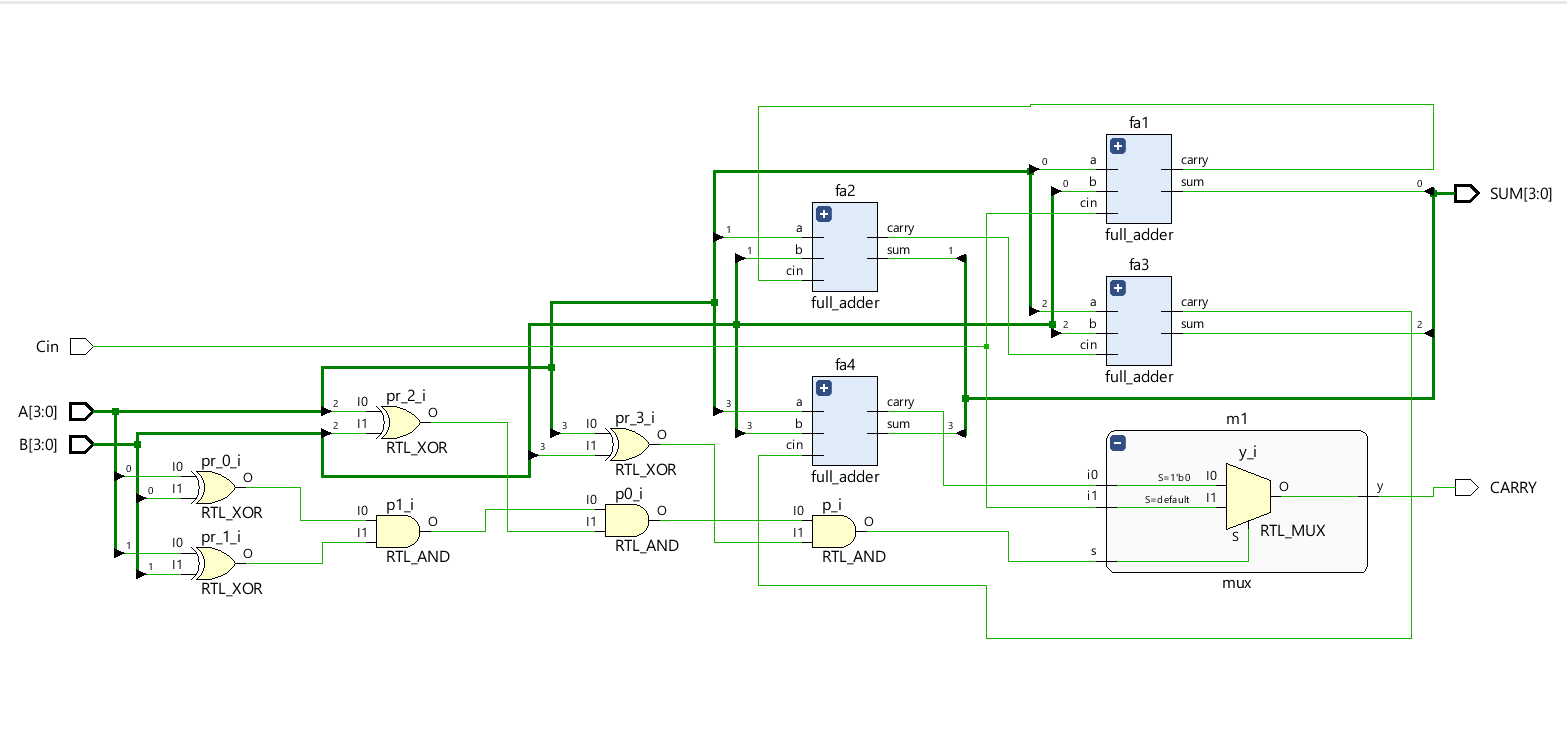 fa1
0 a carry
0 b sum 0
cin
full_adder
SUM[3:0]
fa2
1 a carry
1 b sum 1
cin
full_adder
fa3
2 a carry
2 b sum 2
cin
full_adder
Cin
fa4
3 a carry
3 b sum 3
cin
full_adder
A[3:0]
B[3:0]
pr_2_i
2 I0 O
2 I1
RTL_XOR
pr_3_i
3 I0 O
3 I1
RTL_XOR
pr_0_i
0 I0 O
0 I1
RTL_XOR
pr_1_i
1 I0 O
1 I1
RTL_XOR
p1_i
I0 O
I1
RTL_AND
p0_i
I0 O
I1
RTL_AND
p_i
I0 O
I1
RTL_AND
m1
y_i
i0 S=1'b0 I0 O y
i1 S=default I1
S RTL_MUX
s
mux
CARRY